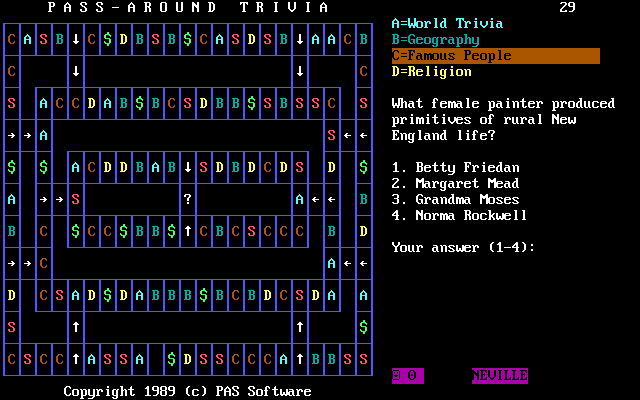 PASS-AROUND TRIVIA 29
C A S B ↓ C $ D B S B $ C A S D S B ↓ A A C B
C ↓ ↓ C
S A C C D A B $ B C S D B B $ S B S S C S
→ → A S ← ←
$ $ A C D D B A B ↓ S D B D C D S D $
A → → S ? A ← ← B
B C $ C C $ B B $ ↑ C B C S C C C B D
→ → C A ← ←
D C S A D $ D A B B B $ B C B D C S D A A
S ↑ ↑ $
C S C C ↑ A S S A $ D S S C C C A ↑ B B S S
Copyright 1989 (c) PAS Software
A=World Trivia
B=Geography
C=Famous People
D=Religion
What female painter produced
primitives of rural New
England life?
1. Betty Friedan
2. Margaret Mead
3. Grandma Moses
4. Norma Rockwell
Your answer (1-4):
0 NEVILLE